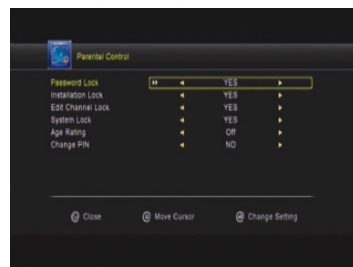 Parental Control
Password Lock YES
Installation Lock YES
Edit Channel Lock YES
System Lock YES
Age Rating Off
Change PIN NO
Close Move Cursor Change Setting